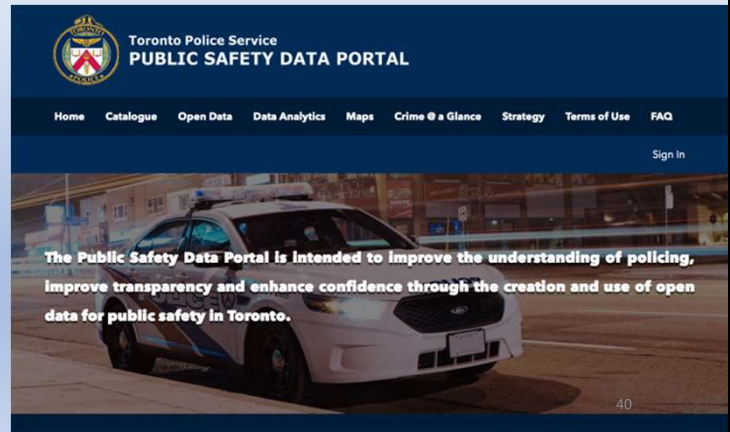 Toronto Police Service
PUBLIC SAFETY DATA PORTAL
Home Catalogue Open Data Data Analytics Maps Crime @ a Glance Strategy Terms of Use FAQ
Sign In
The Public Safety Data Portal is intended to improve the understanding of policing,
improve transparency and enhance confidence through the creation and use of open
data for public safety in Toronto.
POLICE
40